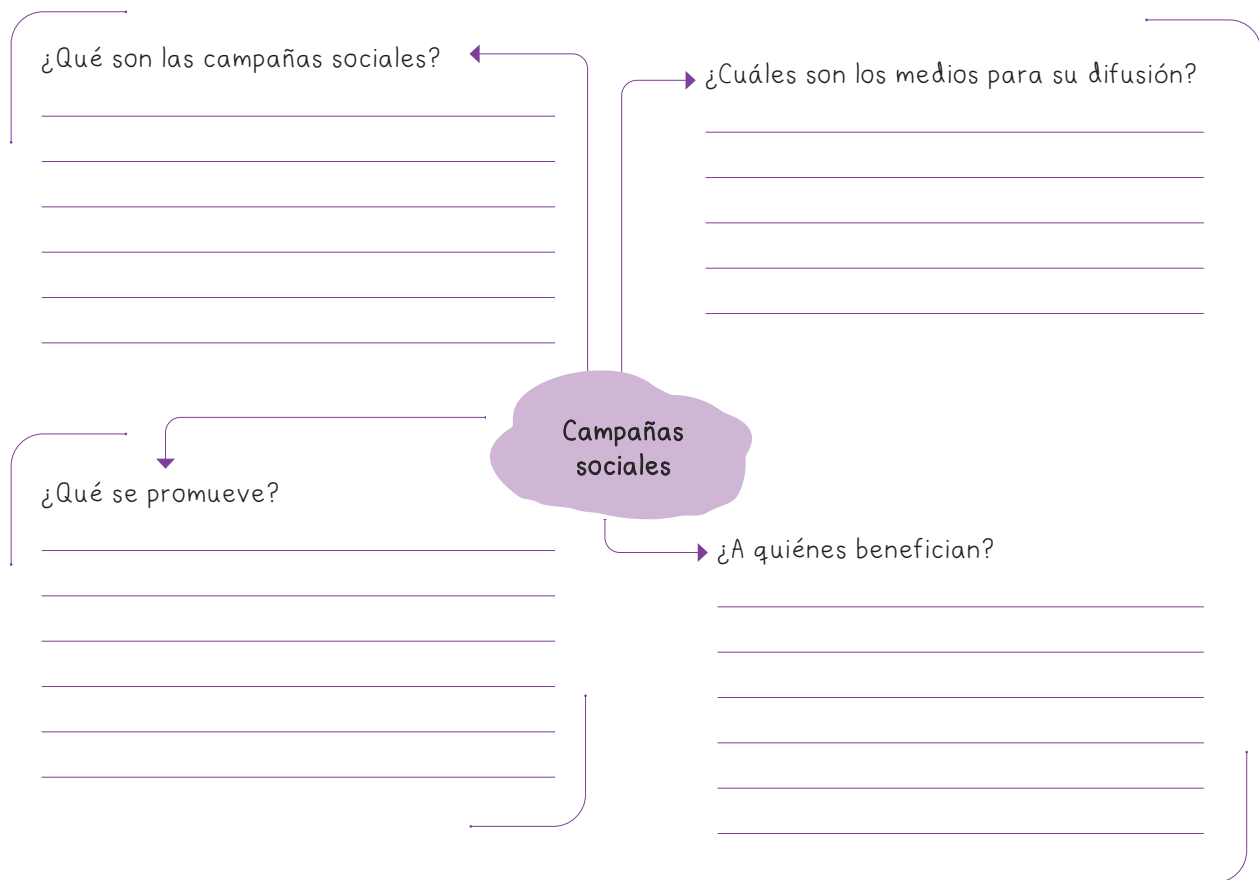 ¿Qué son las campañas sociales?
¿Cuáles son los medios para su difusión?
Campañas
sociales
¿Qué se promueve?
¿A quiénes benefician?